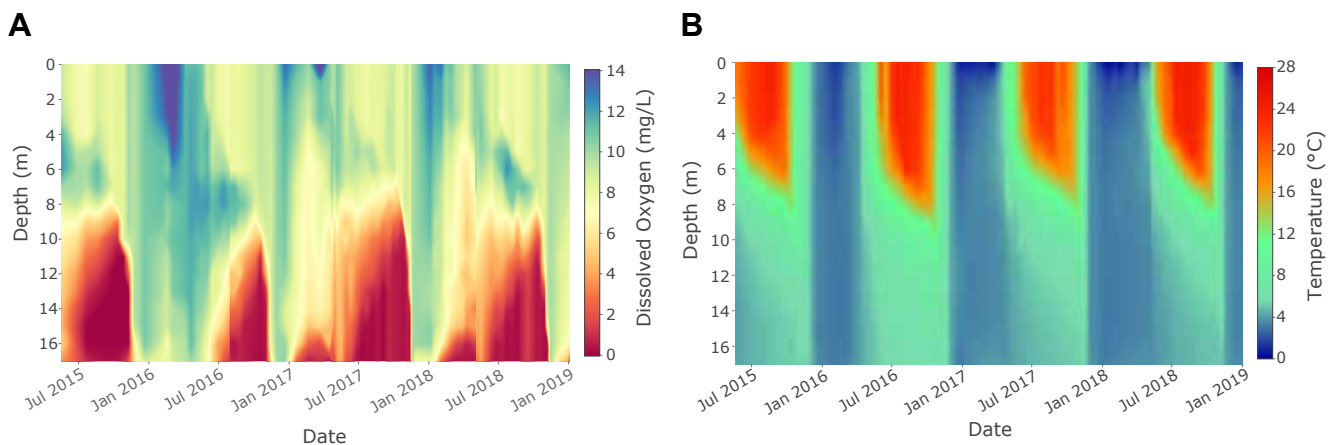 A
B
0
2
4
6
8
10
12
14
16
Depth (m)
Jul 2015
Jan 2016
Jul 2016
Jan 2017
Jul 2017
Jan 2018
Jul 2018
Jan 2019
Date
14
12
10
8
6
4
2
0
Dissolved Oxygen (mg/L)
0
2
4
6
8
10
12
14
16
Depth (m)
Jul 2015
Jan 2016
Jul 2016
Jan 2017
Jul 2017
Jan 2018
Jul 2018
Jan 2019
Date
28
24
20
16
12
8
4
0
Temperature (°C)